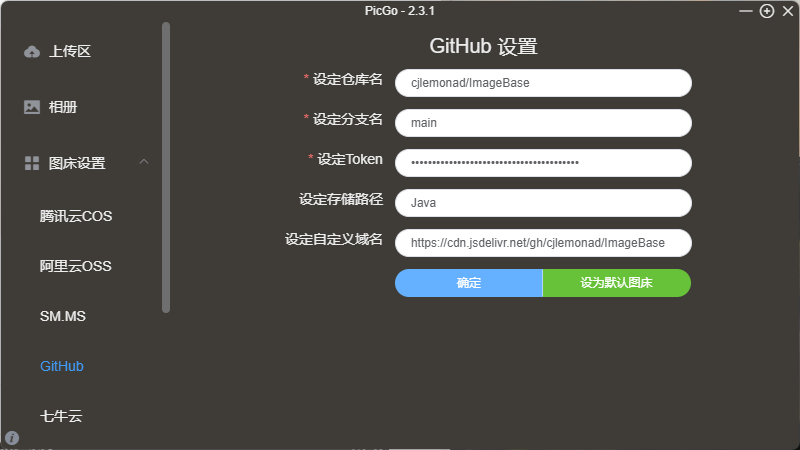 PicGo - 2.3.1
上传区
相册
图床设置
腾讯云COS
阿里云OSS
SM.MS
GitHub
七牛云
GitHub 设置
* 设定仓库名 cjlemonad/ImageBase
* 设定分支名 main
* 设定Token ••••••••••••••••••••••••••••••••••••••••
设定存储路径 Java
设定自定义域名 https://cdn.jsdelivr.net/gh/cjlemonad/ImageBase
确定 设为默认图床